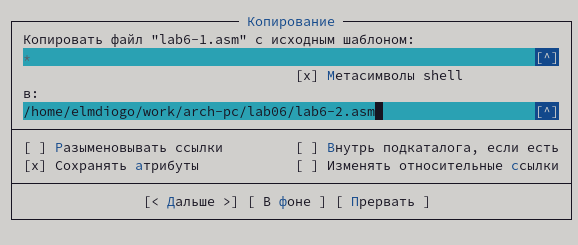 Копирование
Копировать файл "lab6-1.asm" с исходным шаблоном:
* [^]
[x] Метасимволы shell
в:
/home/elmdiogo/work/arch-pc/lab06/lab6-2.asm [^]
[ ] Разыменовывать ссылки [ ] Внутрь подкаталога, если есть
[x] Сохранять атрибуты [ ] Изменять относительные ссылки
[< Дальше >] [ В фоне ] [ Прервать ]